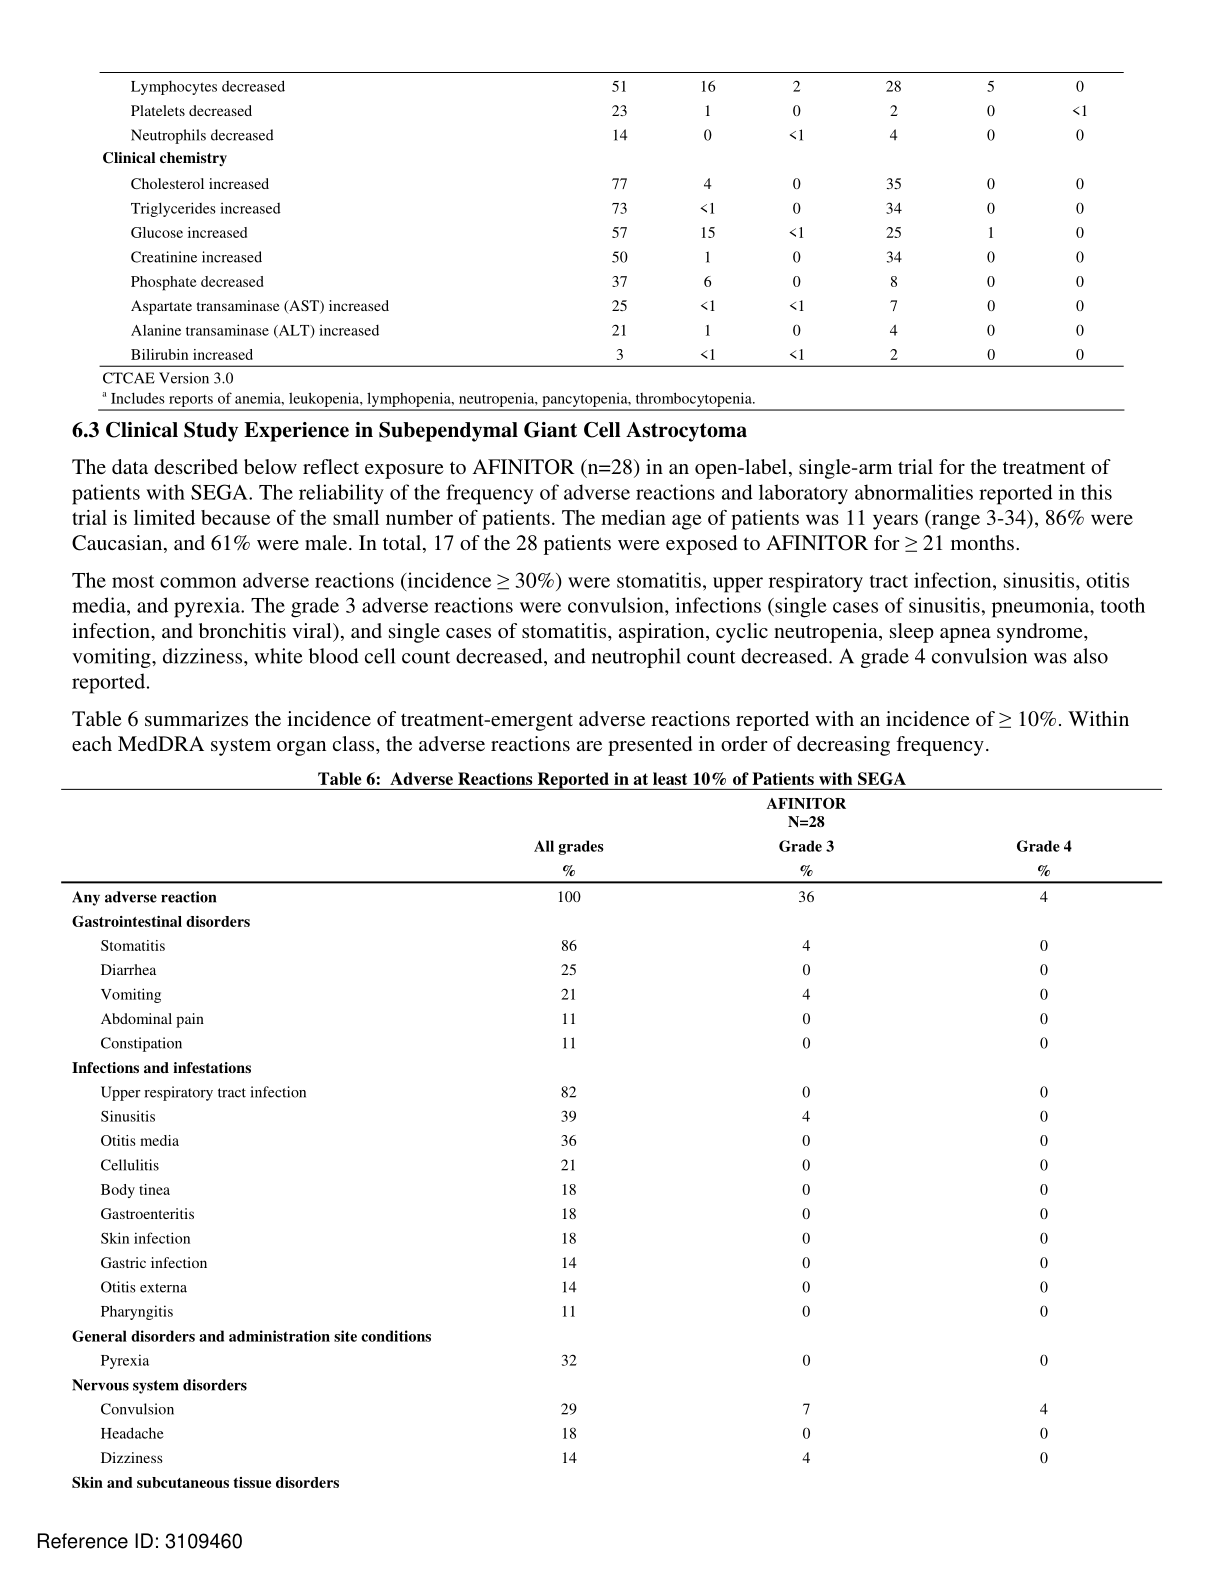 Lymphocytes decreased 51 16 2 28 5 0
Platelets decreased 23 1 0 2 0 <1
Neutrophils decreased 14 0 <1 4 0 0
Clinical chemistry
Cholesterol increased 77 4 0 35 0 0
Triglycerides increased 73 <1 0 34 0 0
Glucose increased 57 15 <1 25 1 0
Creatinine increased 50 1 0 34 0 0
Phosphate decreased 37 6 0 8 0 0
Aspartate transaminase (AST) increased 25 <1 <1 7 0 0
Alanine transaminase (ALT) increased 21 1 0 4 0 0
Bilirubin increased 3 <1 <1 2 0 0
CTCAE Version 3.0
a Includes reports of anemia, leukopenia, lymphopenia, neutropenia, pancytopenia, thrombocytopenia.
6.3 Clinical Study Experience in Subependymal Giant Cell Astrocytoma
The data described below reflect exposure to AFINITOR (n=28) in an open-label, single-arm trial for the treatment of
patients with SEGA. The reliability of the frequency of adverse reactions and laboratory abnormalities reported in this
trial is limited because of the small number of patients. The median age of patients was 11 years (range 3-34), 86% were
Caucasian, and 61% were male. In total, 17 of the 28 patients were exposed to AFINITOR for ≥ 21 months.
The most common adverse reactions (incidence ≥ 30%) were stomatitis, upper respiratory tract infection, sinusitis, otitis
media, and pyrexia. The grade 3 adverse reactions were convulsion, infections (single cases of sinusitis, pneumonia, tooth
infection, and bronchitis viral), and single cases of stomatitis, aspiration, cyclic neutropenia, sleep apnea syndrome,
vomiting, dizziness, white blood cell count decreased, and neutrophil count decreased. A grade 4 convulsion was also
reported.
Table 6 summarizes the incidence of treatment-emergent adverse reactions reported with an incidence of ≥ 10%. Within
each MedDRA system organ class, the adverse reactions are presented in order of decreasing frequency.
Table 6: Adverse Reactions Reported in at least 10% of Patients with SEGA
AFINITOR
N=28
All grades Grade 3 Grade 4
% % %
Any adverse reaction 100 36 4
Gastrointestinal disorders
Stomatitis 86 4 0
Diarrhea 25 0 0
Vomiting 21 4 0
Abdominal pain 11 0 0
Constipation 11 0 0
Infections and infestations
Upper respiratory tract infection 82 0 0
Sinusitis 39 4 0
Otitis media 36 0 0
Cellulitis 21 0 0
Body tinea 18 0 0
Gastroenteritis 18 0 0
Skin infection 18 0 0
Gastric infection 14 0 0
Otitis externa 14 0 0
Pharyngitis 11 0 0
General disorders and administration site conditions
Pyrexia 32 0 0
Nervous system disorders
Convulsion 29 7 4
Headache 18 0 0
Dizziness 14 4 0
Skin and subcutaneous tissue disorders
Reference ID: 3109460